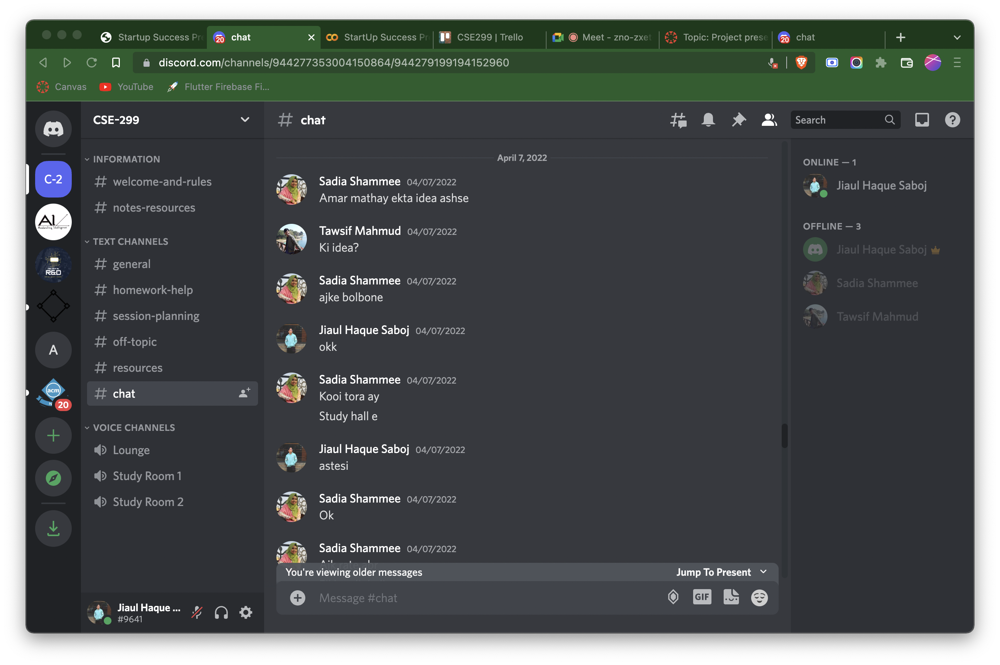 Startup Success Pre
20
chat
StartUp Success Pr
CSE299 | Trello
Meet - zno-zxet
Topic: Project prese
20
chat
discord.com/channels/944277353004150864/944279199194152960
Canvas
YouTube
Flutter Firebase Fi...
CSE-299
chat
Search
C-2
AI
Accelerating Intelligence
R&D
A
acm
N
20
INFORMATION
welcome-and-rules
notes-resources
TEXT CHANNELS
general
homework-help
session-planning
off-topic
resources
chat
VOICE CHANNELS
Lounge
Study Room 1
Study Room 2
Jiaul Haque ...
#9641
April 7, 2022
Sadia Shammee 04/07/2022
Amar mathay ekta idea ashse
Tawsif Mahmud 04/07/2022
Ki idea?
Sadia Shammee 04/07/2022
ajke bolbone
Jiaul Haque Saboj 04/07/2022
okk
Sadia Shammee 04/07/2022
Kooi tora ay
Study hall e
Jiaul Haque Saboj 04/07/2022
astesi
Sadia Shammee 04/07/2022
Ok
Sadia Shammee 04/07/2022
Ajk rate abr
You're viewing older messages
Jump To Present
Message #chat
GIF
ONLINE — 1
Jiaul Haque Saboj
OFFLINE — 3
Jiaul Haque Saboj
Sadia Shammee
Tawsif Mahmud